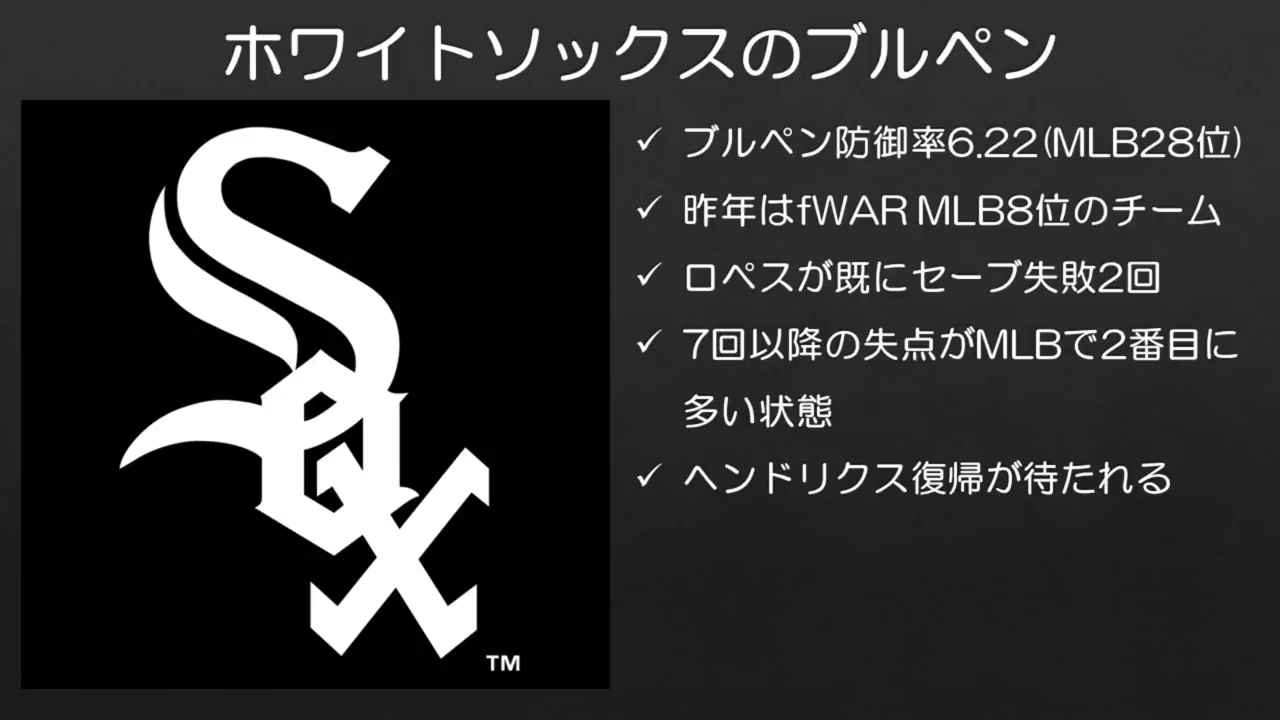 ホワイトソックスのブルペン
Sox
TM
✓ ブルペン防御率6.22(MLB28位)
✓ 昨年はfWAR MLB8位のチーム
✓ ロペスが既にセーブ失敗2回
✓ 7回以降の失点がMLBで2番目に
多い状態
✓ ヘンドリクス復帰が待たれる